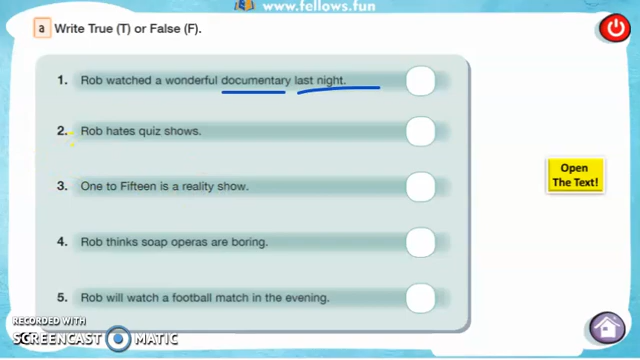 www.fellows.fun
a Write True (T) or False (F).
1. Rob watched a wonderful documentary last night.
2. Rob hates quiz shows.
3. One to Fifteen is a reality show.
Open
The Text!
4. Rob thinks soap operas are boring.
5. Rob will watch a football match in the evening.
RECORDED WITH
SCREENCAST MATIC